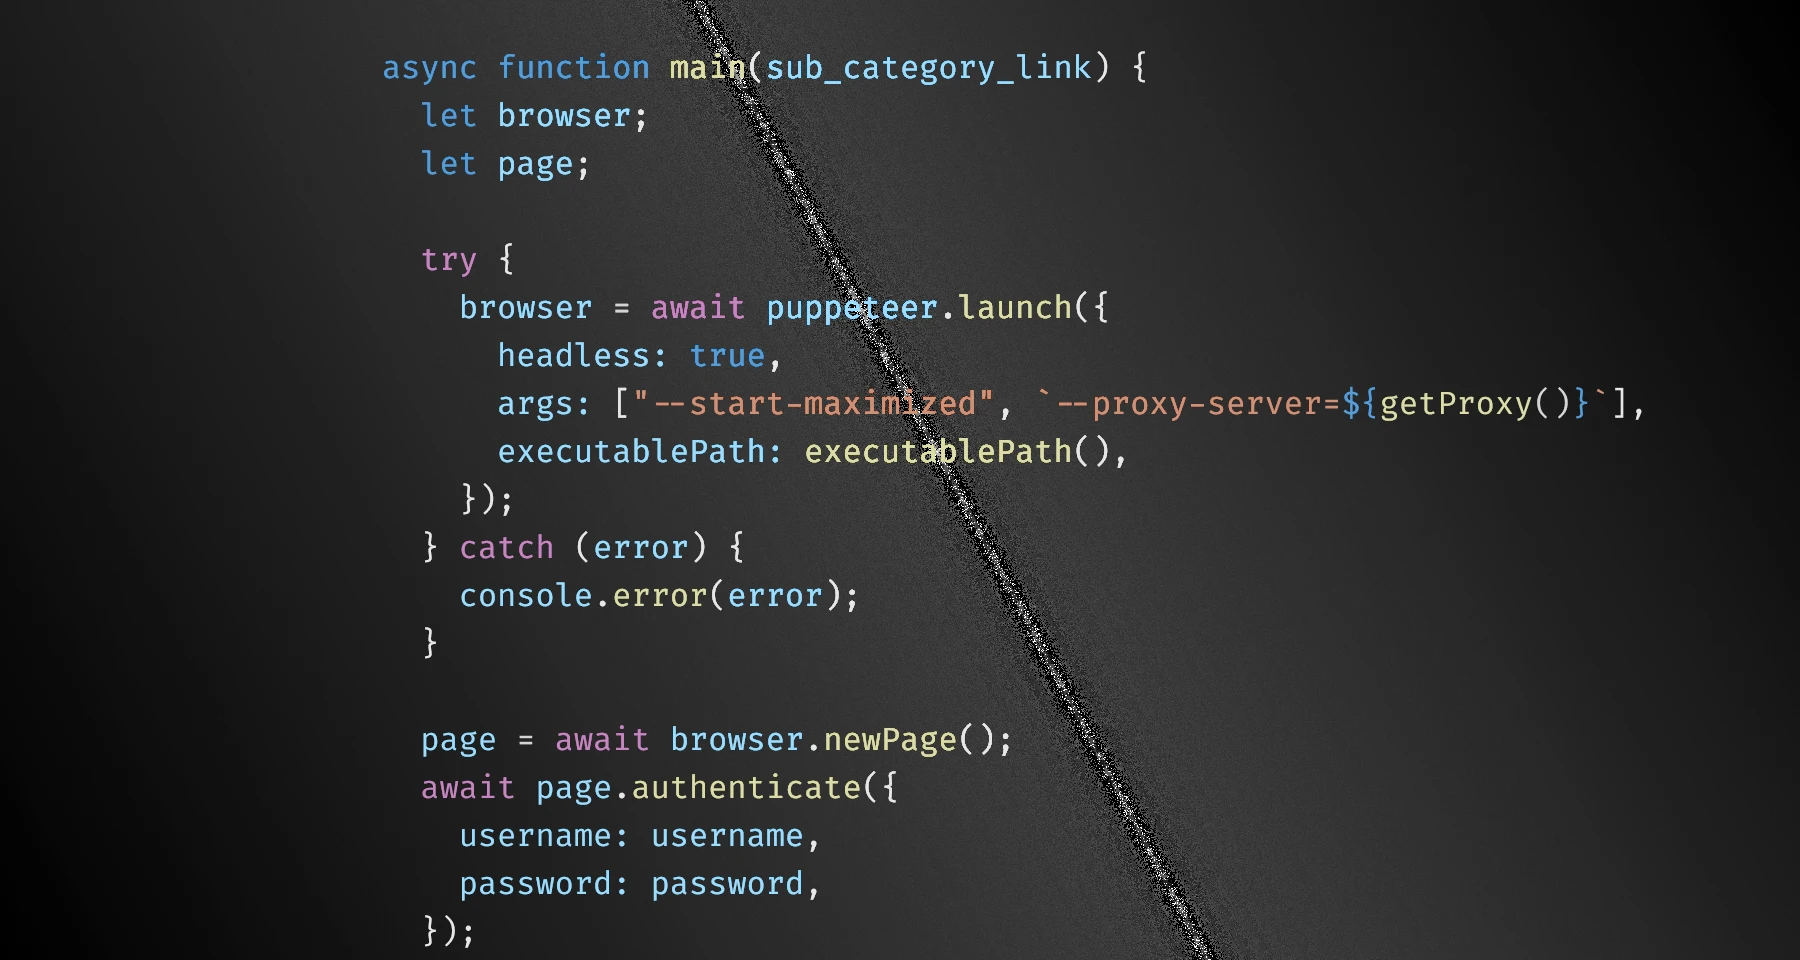 async function main(sub_category_link) {
  let browser;
  let page;

  try {
    browser = await puppeteer.launch({
      headless: true,
      args: ["--start-maximized", `--proxy-server=${getProxy()}`],
      executablePath: executablePath(),
    });
  } catch (error) {
    console.error(error);
  }

  page = await browser.newPage();
  await page.authenticate({
    username: username,
    password: password,
  });